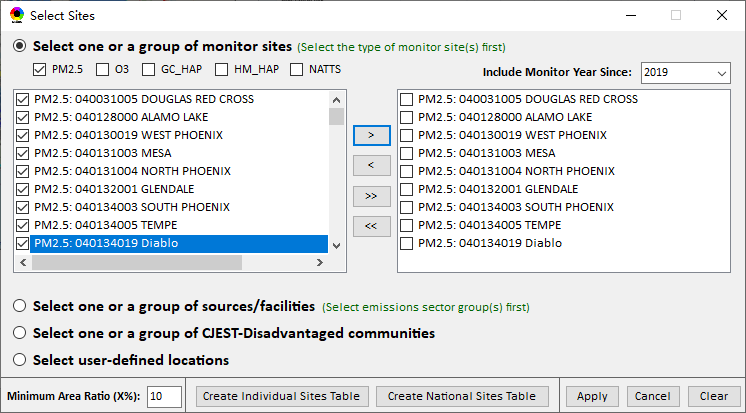 Select Sites
Select one or a group of monitor sites (Select the type of monitor site(s) first)
PM2.5 O3 GC_HAP HM_HAP NATTS
Include Monitor Year Since: 2019
PM2.5: 040031005 DOUGLAS RED CROSS
PM2.5: 040128000 ALAMO LAKE
PM2.5: 040130019 WEST PHOENIX
PM2.5: 040131003 MESA
PM2.5: 040131004 NORTH PHOENIX
PM2.5: 040132001 GLENDALE
PM2.5: 040134003 SOUTH PHOENIX
PM2.5: 040134005 TEMPE
PM2.5: 040134019 Diablo
>
<
>>
<<
PM2.5: 040031005 DOUGLAS RED CROSS
PM2.5: 040128000 ALAMO LAKE
PM2.5: 040130019 WEST PHOENIX
PM2.5: 040131003 MESA
PM2.5: 040131004 NORTH PHOENIX
PM2.5: 040132001 GLENDALE
PM2.5: 040134003 SOUTH PHOENIX
PM2.5: 040134005 TEMPE
PM2.5: 040134019 Diablo
Select one or a group of sources/facilities (Select emissions sector group(s) first)
Select one or a group of CJEST-Disadvantaged communities
Select user-defined locations
Minimum Area Ratio (X%): 10 Create Individual Sites Table Create National Sites Table Apply Cancel Clear